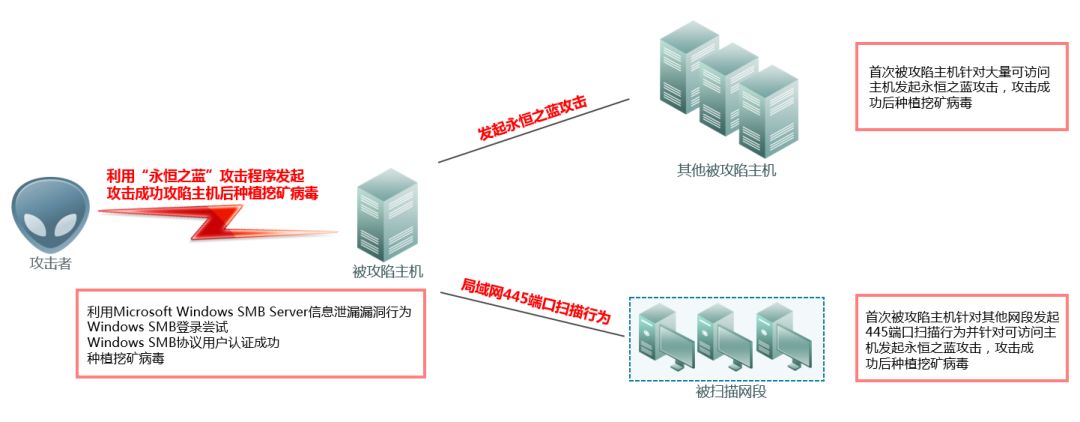 利用“永恒之蓝”攻击程序发起
攻击成功攻陷主机后种植挖矿病毒
攻击者
被攻陷主机
利用Microsoft Windows SMB Server信息泄漏漏洞行为
Windows SMB登录尝试
Windows SMB协议用户认证成功
种植挖矿病毒
发起永恒之蓝攻击
其他被攻陷主机
首次被攻陷主机针对大量可访问
主机发起永恒之蓝攻击，攻击成
功后种植挖矿病毒
局域网445端口扫描行为
被扫描网段
首次被攻陷主机针对其他网段发起
445端口扫描行为并针对可访问主
机发起永恒之蓝攻击，攻击成
功后种植挖矿病毒